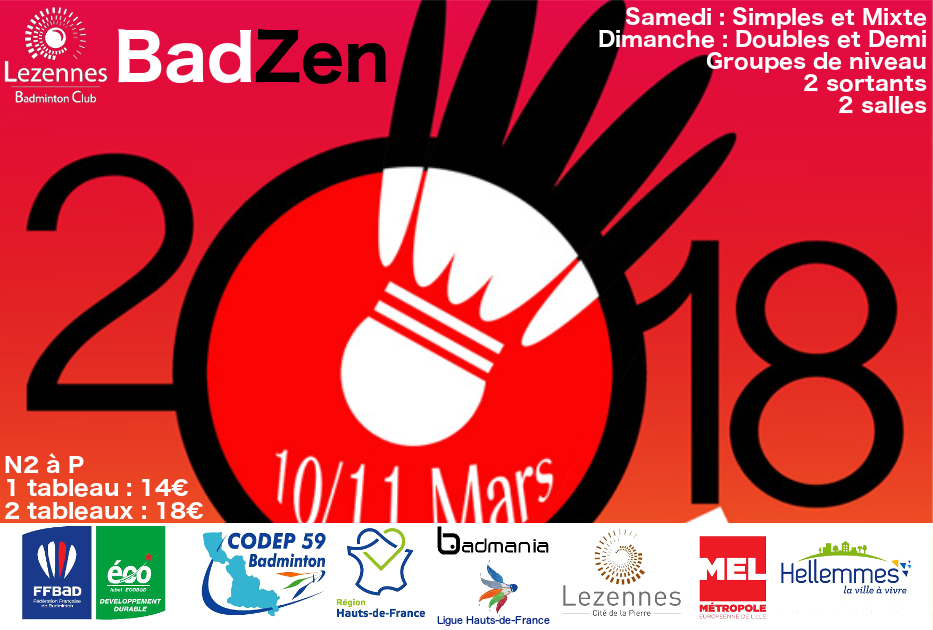 Lezennes
Badminton Club
BadZen
Samedi : Simples et Mixte
Dimanche : Doubles et Demi
Groupes de niveau
2 sortants
2 salles
2018
10/11 Mars
N2 à P
1 tableau : 14€
2 tableaux : 18€
FFBaD
Fédération Française
de Badminton
éco
label ECOBaD
DEVELOPPEMENT
DURABLE
CODEP 59
Badminton
Région
Hauts-de-France
badmania
Ligue Hauts-de-France
Lezennes
Cité de la Pierre
MEL
MÉTROPOLE
EUROPÉENNE DE LILLE
Hellemmes
la ville à vivre